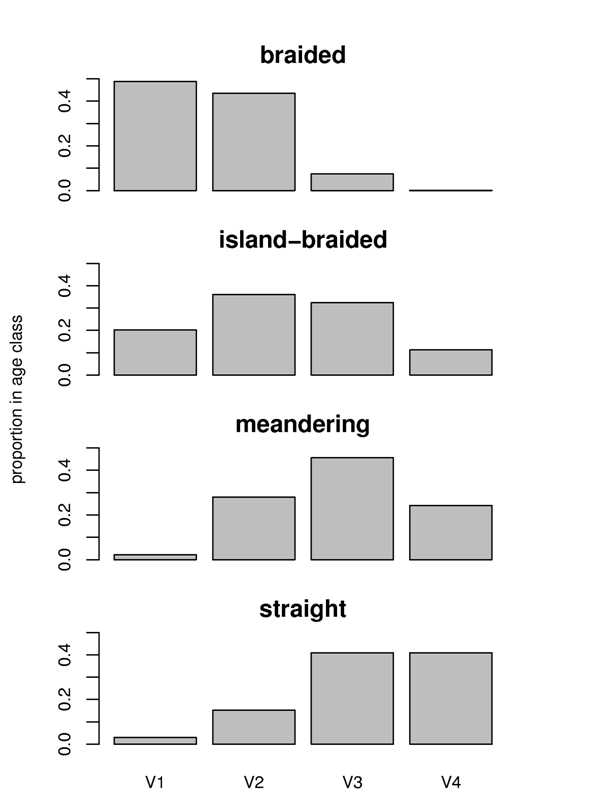 braided
0.0 0.2 0.4
island−braided
0.0 0.2 0.4
proportion in age class
meandering
0.0 0.2 0.4
straight
0.0 0.2 0.4
V1 V2 V3 V4